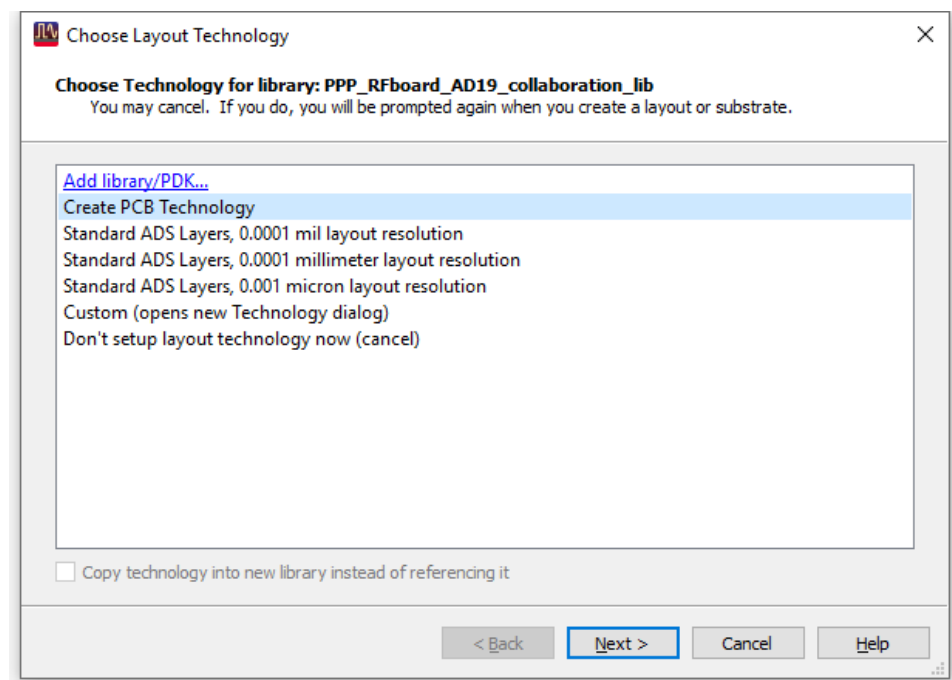 Choose Layout Technology
Choose Technology for library: PPP_RFboard_AD19_collaboration_lib
You may cancel. If you do, you will be prompted again when you create a layout or substrate.
Add library/PDK...
Create PCB Technology
Standard ADS Layers, 0.0001 mil layout resolution
Standard ADS Layers, 0.0001 millimeter layout resolution
Standard ADS Layers, 0.001 micron layout resolution
Custom (opens new Technology dialog)
Don't setup layout technology now (cancel)
Copy technology into new library instead of referencing it
< Back Next > Cancel Help